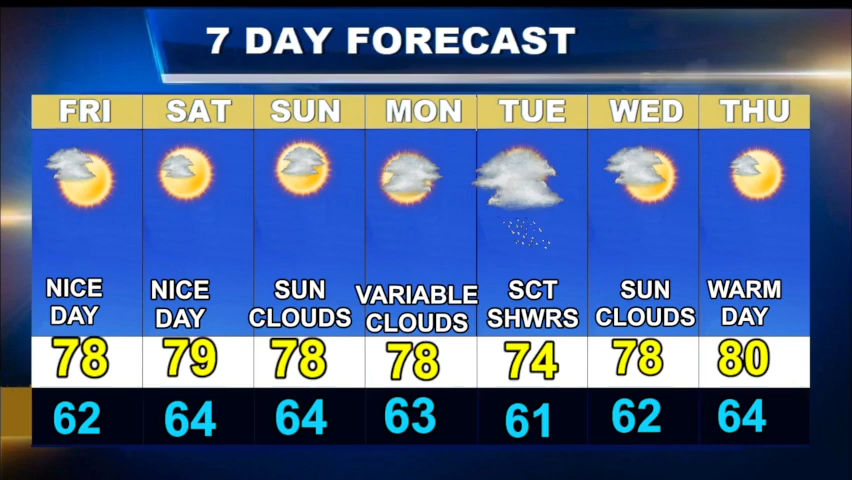 7 DAY FORECAST
FRI SAT SUN MON TUE WED THU
NICE DAY
NICE DAY
SUN CLOUDS
VARIABLE CLOUDS
SCT SHWRS
SUN CLOUDS
WARM DAY
78 79 78 78 74 78 80
62 64 64 63 61 62 64